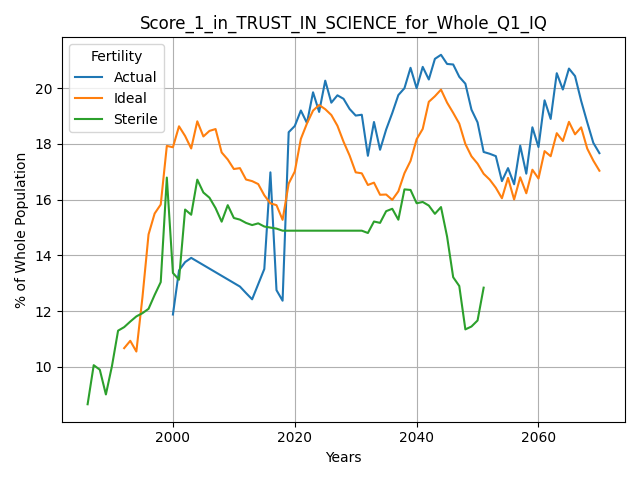 Score_1_in_TRUST_IN_SCIENCE_for_Whole_Q1_IQ
Fertility
Actual
Ideal
Sterile
% of Whole Population
20
18
16
14
12
10
2000 2020 2040 2060
Years